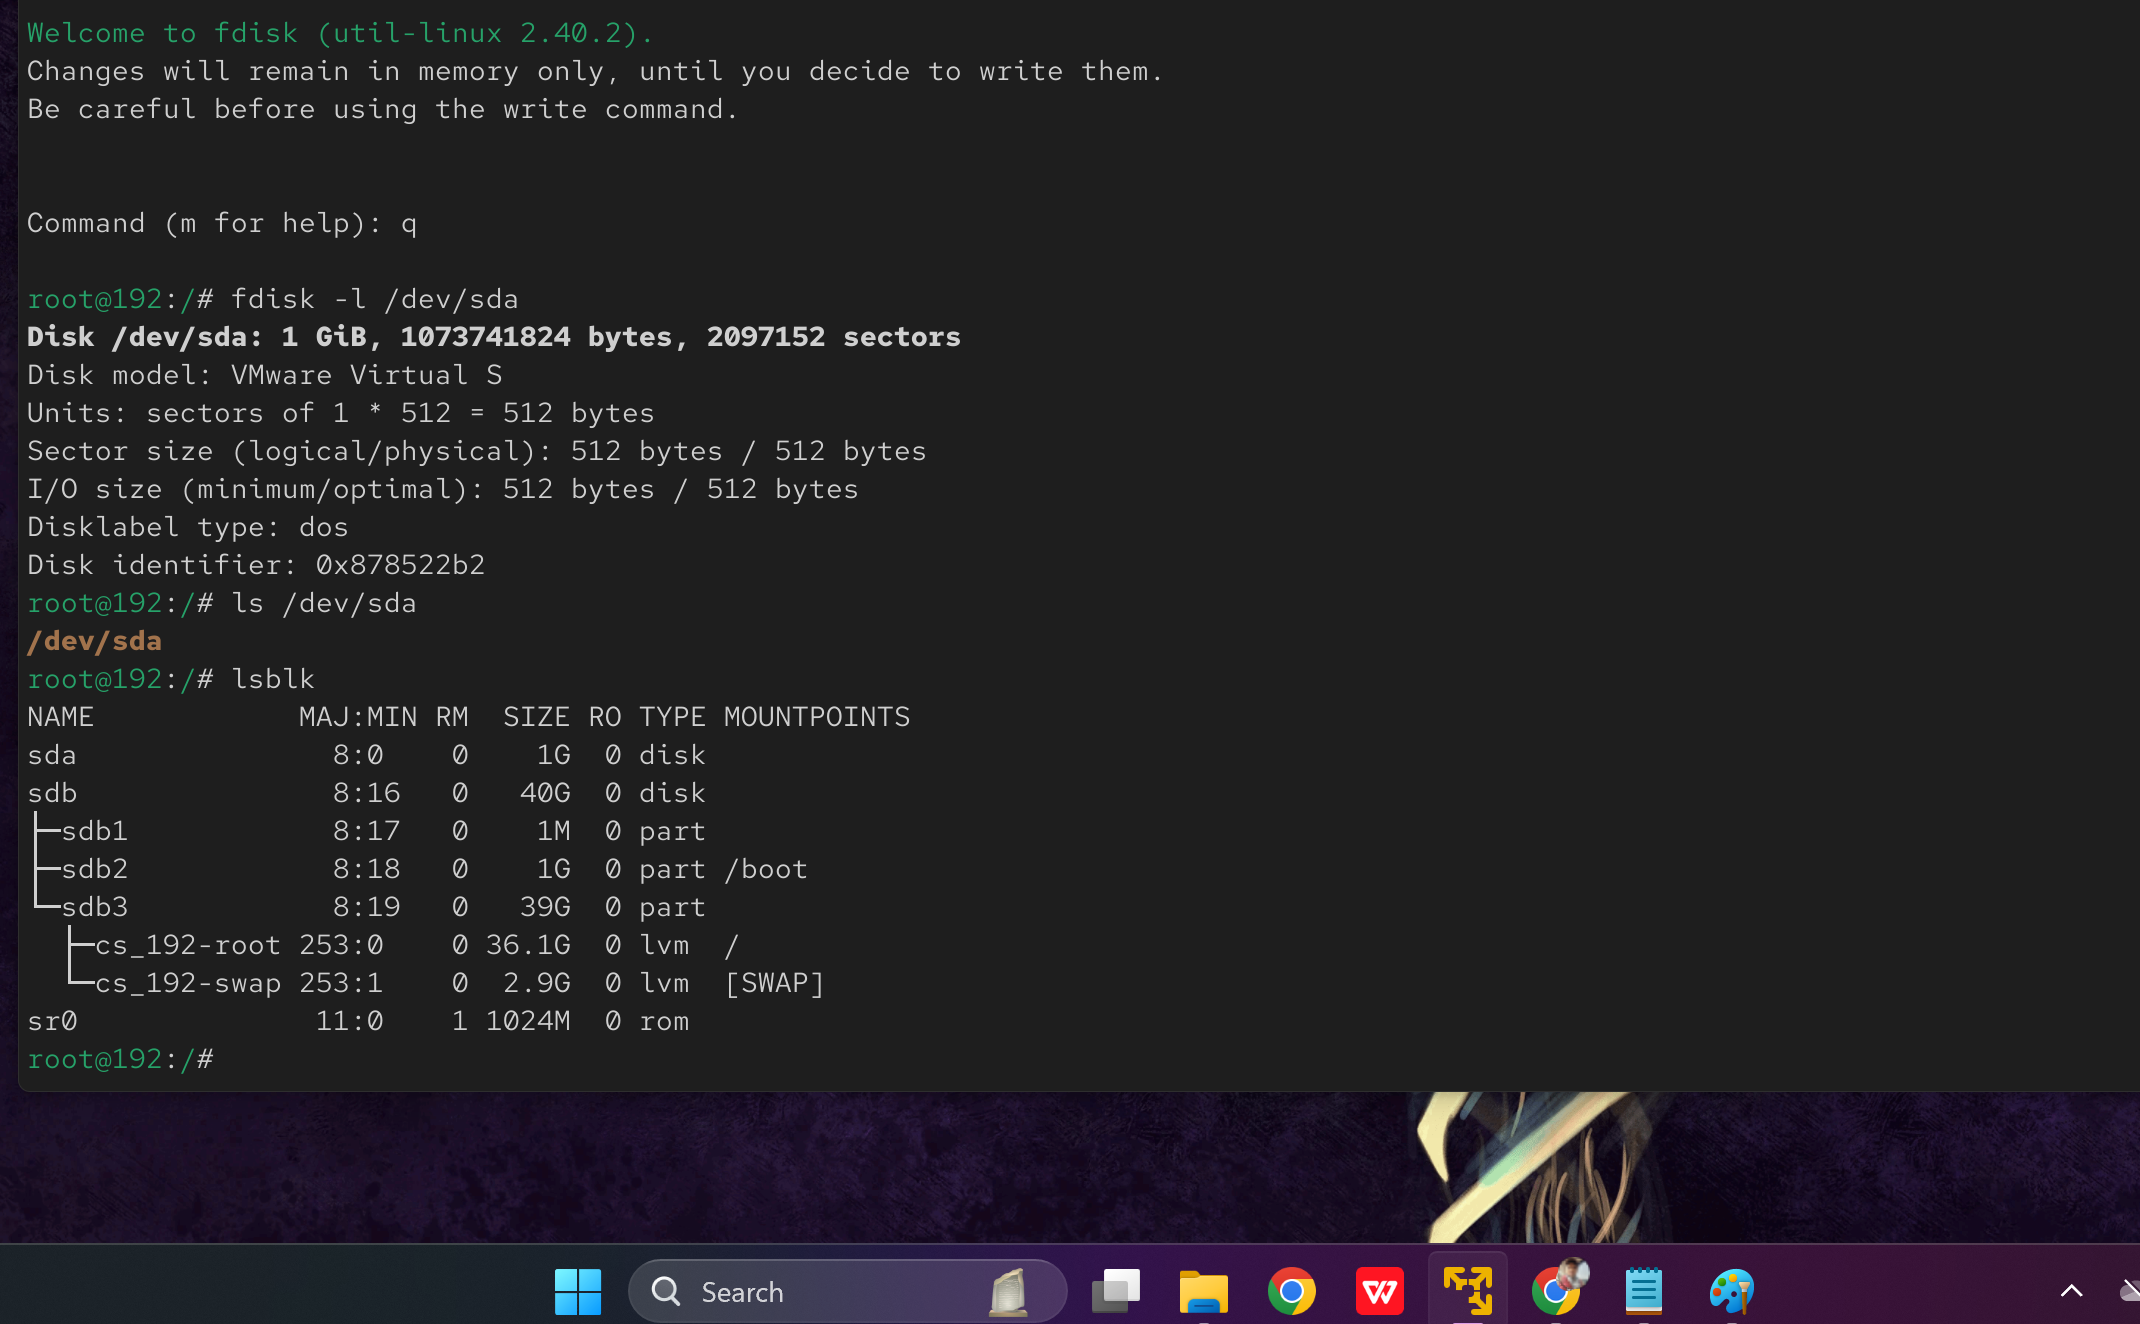 Welcome to fdisk (util-linux 2.40.2).
Changes will remain in memory only, until you decide to write them.
Be careful before using the write command.
Command (m for help): q
root@192:/# fdisk -l /dev/sda
Disk /dev/sda: 1 GiB, 1073741824 bytes, 2097152 sectors
Disk model: VMware Virtual S
Units: sectors of 1 * 512 = 512 bytes
Sector size (logical/physical): 512 bytes / 512 bytes
I/O size (minimum/optimal): 512 bytes / 512 bytes
Disklabel type: dos
Disk identifier: 0x878522b2
root@192:/# ls /dev/sda
/dev/sda
root@192:/# lsblk
NAME            MAJ:MIN RM  SIZE RO TYPE MOUNTPOINTS
sda               8:0    0    1G  0 disk
sdb               8:16   0   40G  0 disk
├─sdb1            8:17   0    1M  0 part
├─sdb2            8:18   0    1G  0 part /boot
└─sdb3            8:19   0   39G  0 part
  ├─cs_192-root 253:0    0 36.1G  0 lvm  /
  └─cs_192-swap 253:1    0  2.9G  0 lvm  [SWAP]
sr0              11:0    1 1024M  0 rom
root@192:/#
Search